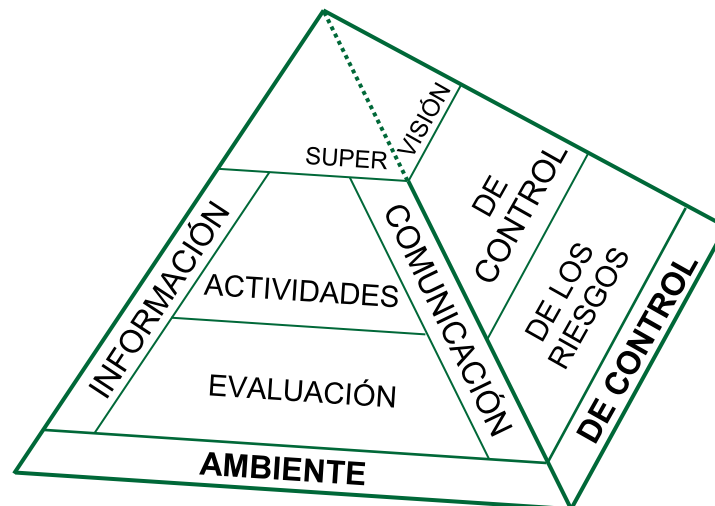 SUPER
VISIÓN
INFORMACIÓN
COMUNICACIÓN
ACTIVIDADES
DE
CONTROL
EVALUACIÓN
DE LOS
RIESGOS
AMBIENTE
DE CONTROL